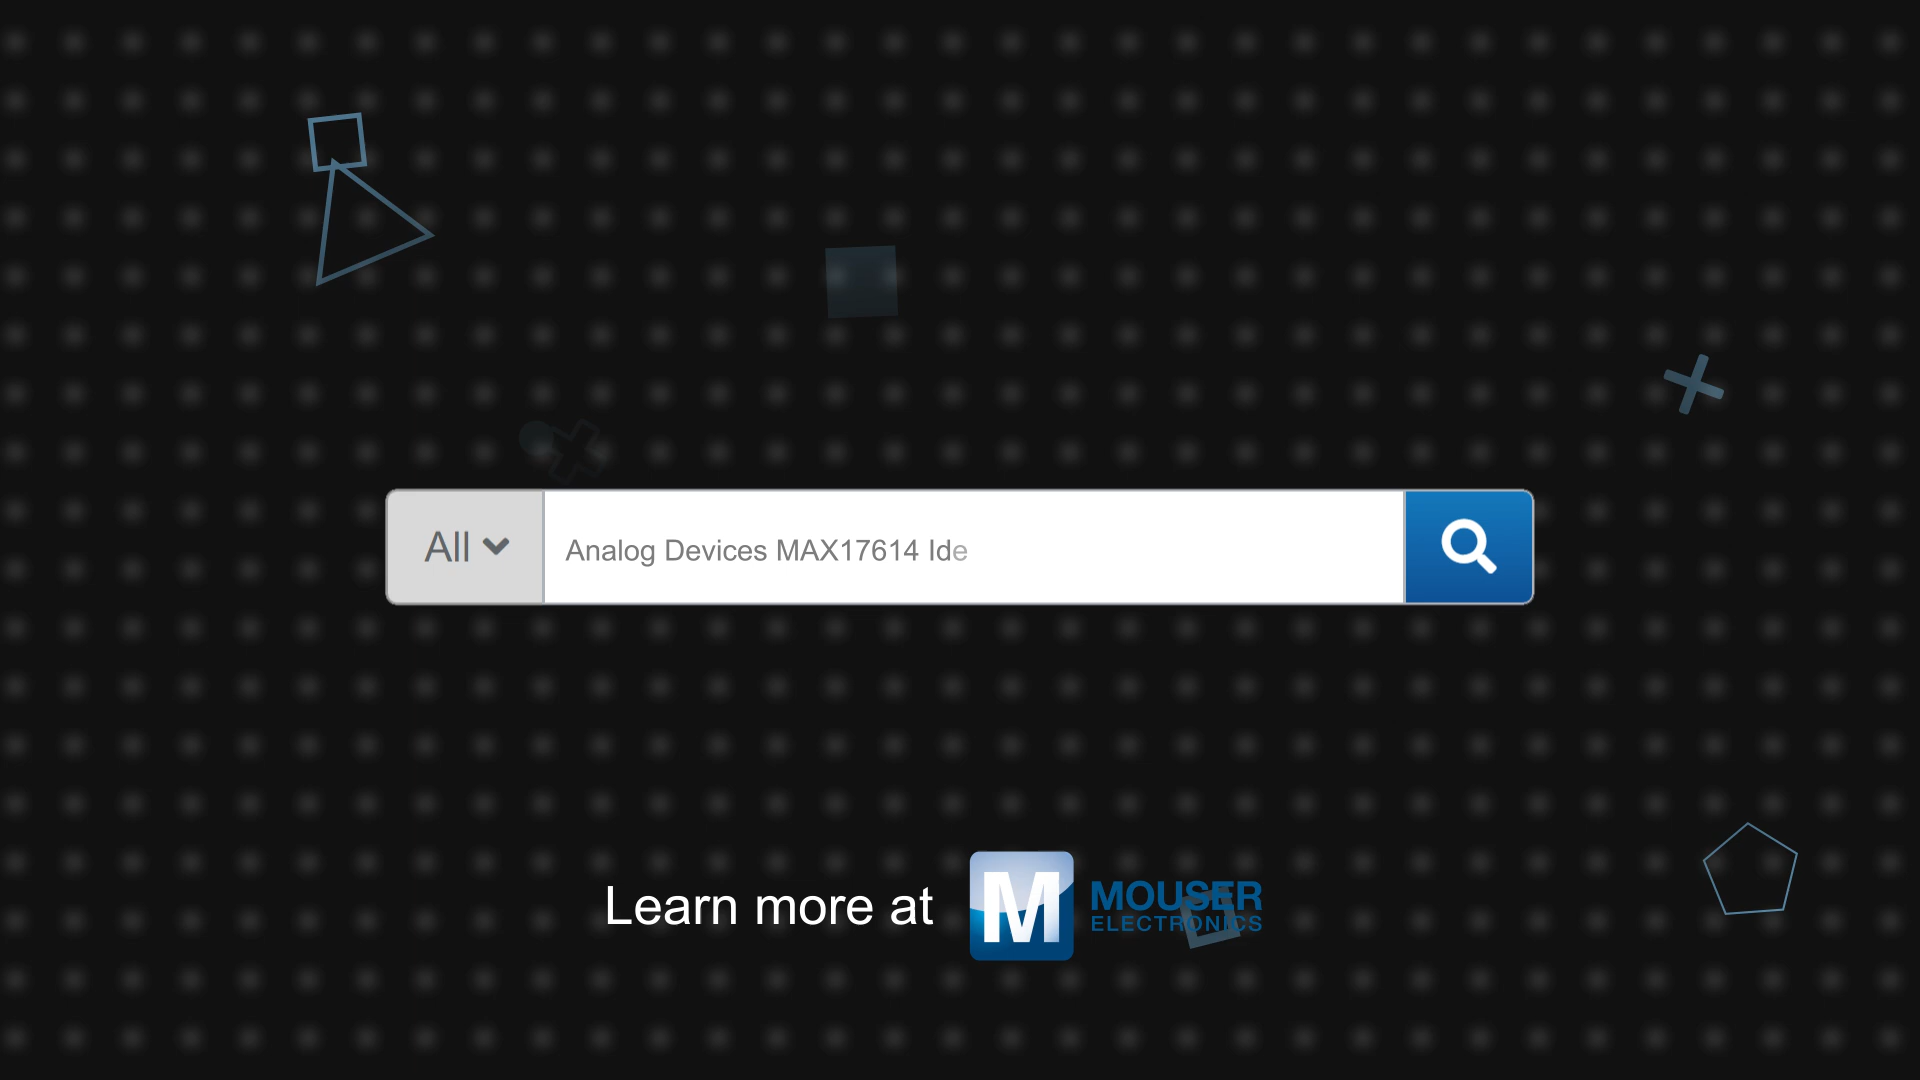 All
Analog Devices MAX17614 Ide
Learn more at
M
MOUSER
ELECTRONICS